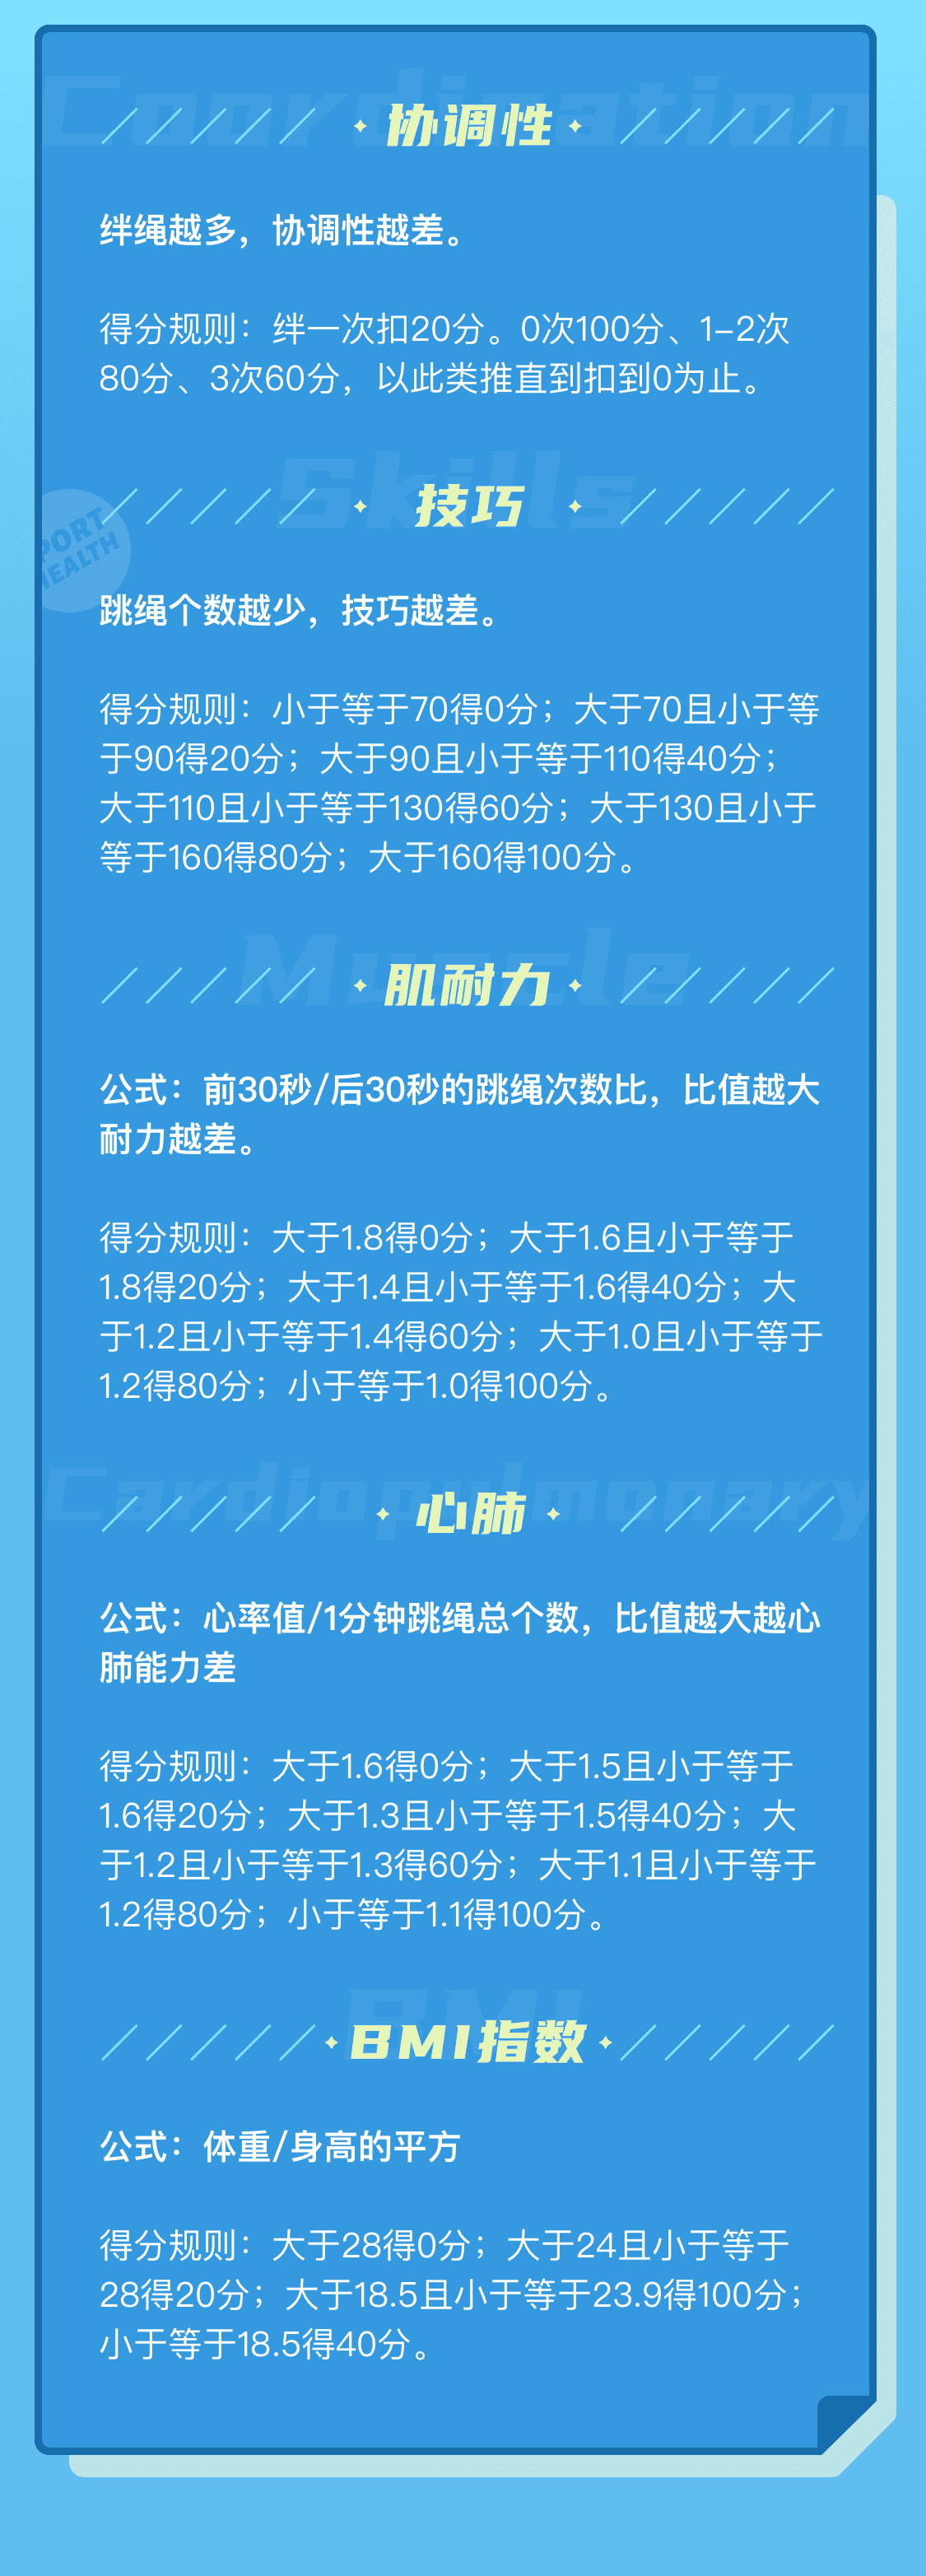 Coordination
协调性
绊绳越多，协调性越差。
得分规则：绊一次扣20分。0次100分、1-2次
80分、3次60分，以此类推直到扣到0为止。
Skills
技巧
PORT
HEALTH
跳绳个数越少，技巧越差。
得分规则：小于等于70得0分；大于70且小于等
于90得20分；大于90且小于等于110得40分；
大于110且小于等于130得60分；大于130且小于
等于160得80分；大于160得100分。
Muscle
肌耐力
公式：前30秒/后30秒的跳绳次数比，比值越大
耐力越差。
得分规则：大于1.8得0分；大于1.6且小于等于
1.8得20分；大于1.4且小于等于1.6得40分；大
于1.2且小于等于1.4得60分；大于1.0且小于等于
1.2得80分；小于等于1.0得100分。
Cardiopulmonary
心肺
公式：心率值/1分钟跳绳总个数，比值越大越心
肺能力差
得分规则：大于1.6得0分；大于1.5且小于等于
1.6得20分；大于1.3且小于等于1.5得40分；大
于1.2且小于等于1.3得60分；大于1.1且小于等于
1.2得80分；小于等于1.1得100分。
BMI
BMI指数
公式：体重/身高的平方
得分规则：大于28得0分；大于24且小于等于
28得20分；大于18.5且小于等于23.9得100分；
小于等于18.5得40分。